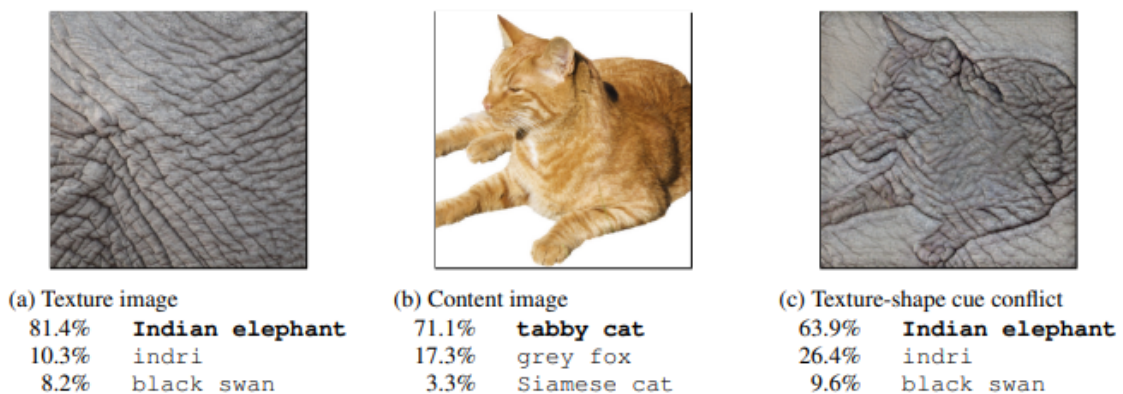 (a) Texture image
81.4% Indian elephant
10.3% indri
8.2% black swan
(b) Content image
71.1% tabby cat
17.3% grey fox
3.3% Siamese cat
(c) Texture-shape cue conflict
63.9% Indian elephant
26.4% indri
9.6% black swan